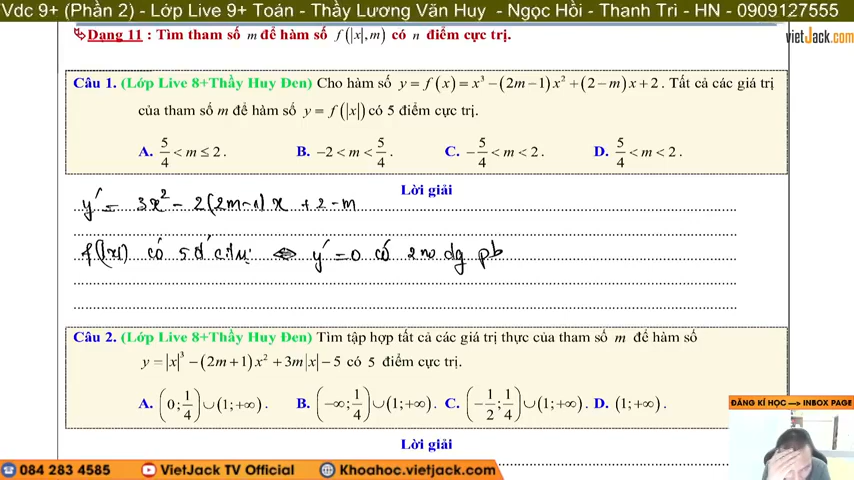 Vdc 9+ (Phần 2) - Lớp Live 9+ Toán - Thầy Lương Văn Huy - Ngọc Hồi - Thanh Trì - HN - 0909127555
vietJack.com
Dạng 11 : Tìm tham số m để hàm số f(|x|,m) có n điểm cực trị.
Câu 1. (Lớp Live 8+Thầy Huy Đen) Cho hàm số y = f(x) = x³ − (2m−1)x² + (2−m)x + 2. Tất cả các giá trị
của tham số m để hàm số y = f(|x|) có 5 điểm cực trị.
A. 5/4 < m ≤ 2. B. −2 < m < 5/4. C. −5/4 < m < 2. D. 5/4 < m < 2.
Lời giải
y' = 3x² − 2(2m−1)x + 2−m
f(|x|) có 5 đ' c.trị ⇔ y' = 0 có 2 no dg pb
Câu 2. (Lớp Live 8+Thầy Huy Đen) Tìm tập hợp tất cả các giá trị thực của tham số m để hàm số
y = |x|³ − (2m+1)x² + 3m|x| − 5 có 5 điểm cực trị.
A. (0; 1/4) ∪ (1; +∞). B. (−∞; 1/4) ∪ (1; +∞). C. (−1/2; 1/4) ∪ (1; +∞). D. (1; +∞).
Lời giải
ĐĂNG KÍ HỌC —> INBOX PAGE
084 283 4585 VietJack TV Official Khoahoc.vietjack.com